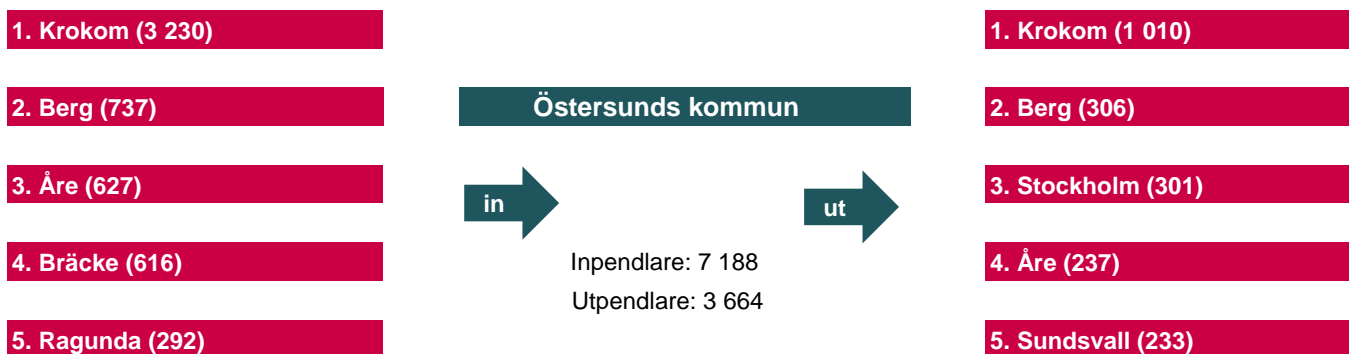 1. Krokom (3 230)
2. Berg (737)
3. Åre (627)
4. Bräcke (616)
5. Ragunda (292)
Östersunds kommun
in
ut
Inpendlare: 7 188
Utpendlare: 3 664
1. Krokom (1 010)
2. Berg (306)
3. Stockholm (301)
4. Åre (237)
5. Sundsvall (233)